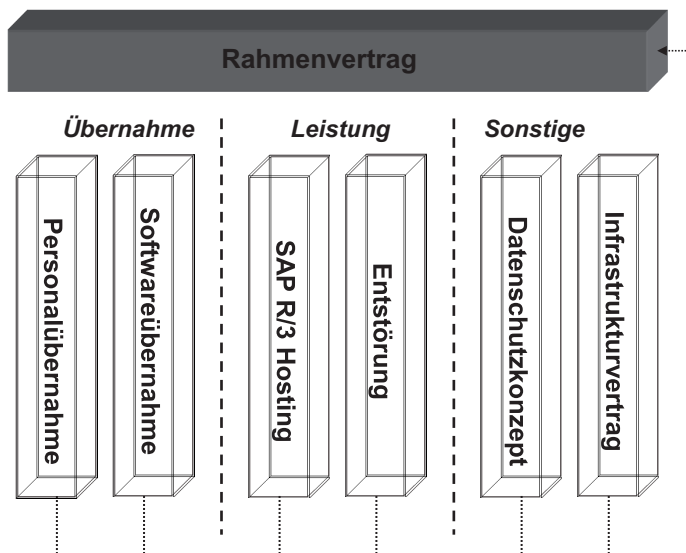 Rahmenvertrag
Übernahme
Leistung
Sonstige
Personalübernahme
Softwareübernahme
SAP R/3 Hosting
Entstörung
Datenschutzkonzept
Infrastrukturvertrag